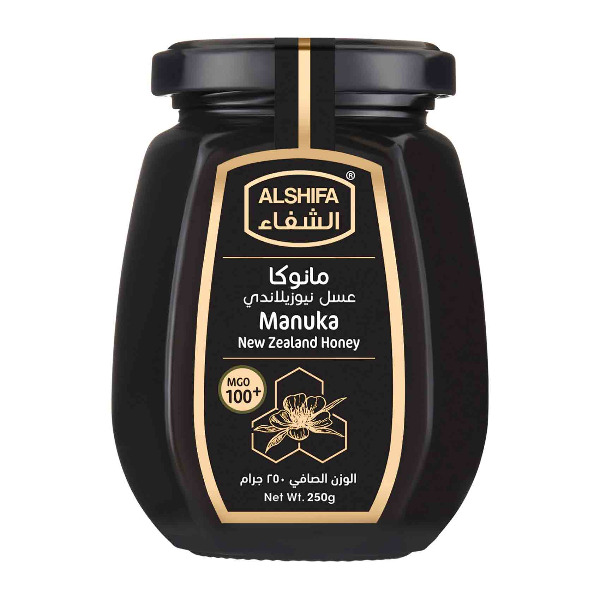 ALSHIFA ®
الشفاء
مانوكا
عسل نيوزيلاندي
Manuka
New Zealand Honey
MGO
100+
الوزن الصافي ٢٥٠ جرام
Net Wt. 250g